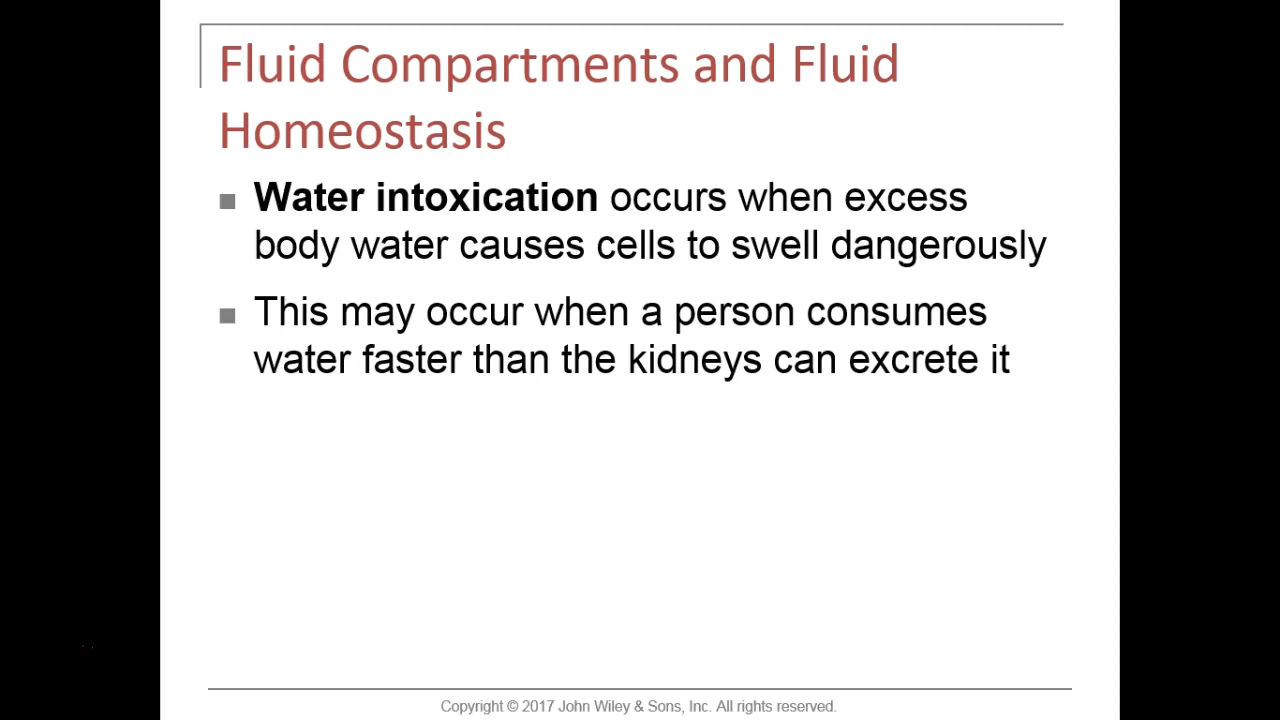 Fluid Compartments and Fluid
Homeostasis
Water intoxication occurs when excess
body water causes cells to swell dangerously
This may occur when a person consumes
water faster than the kidneys can excrete it
Copyright © 2017 John Wiley & Sons, Inc. All rights reserved.